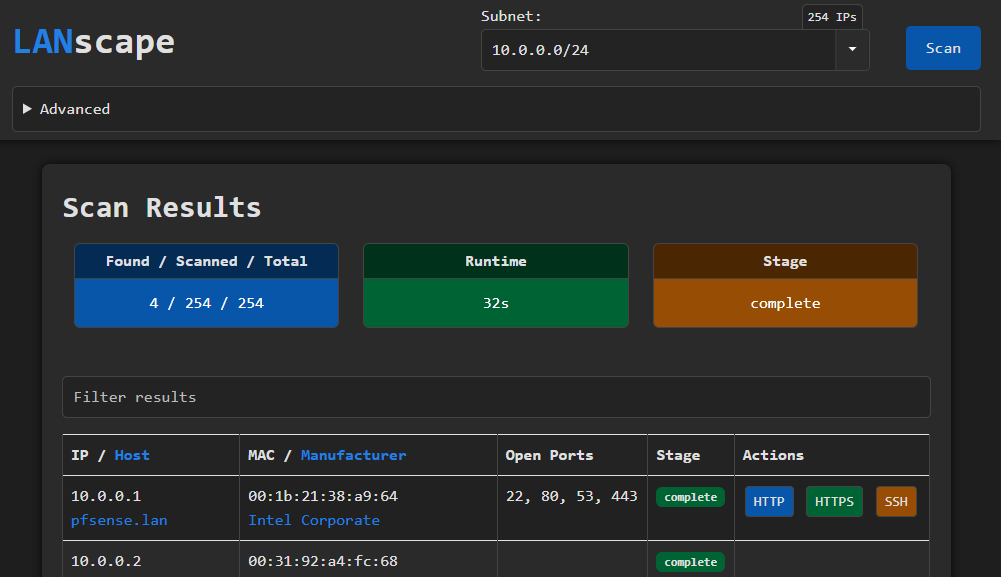 LANscape
Subnet:
254 IPs
10.0.0.0/24
Scan
Advanced
Scan Results
Found / Scanned / Total
4 / 254 / 254
Runtime
32s
Stage
complete
Filter results
IP / Host MAC / Manufacturer Open Ports Stage Actions
10.0.0.1 00:1b:21:38:a9:64 22, 80, 53, 443 complete HTTP HTTPS SSH
pfsense.lan Intel Corporate
10.0.0.2 00:31:92:a4:fc:68 complete